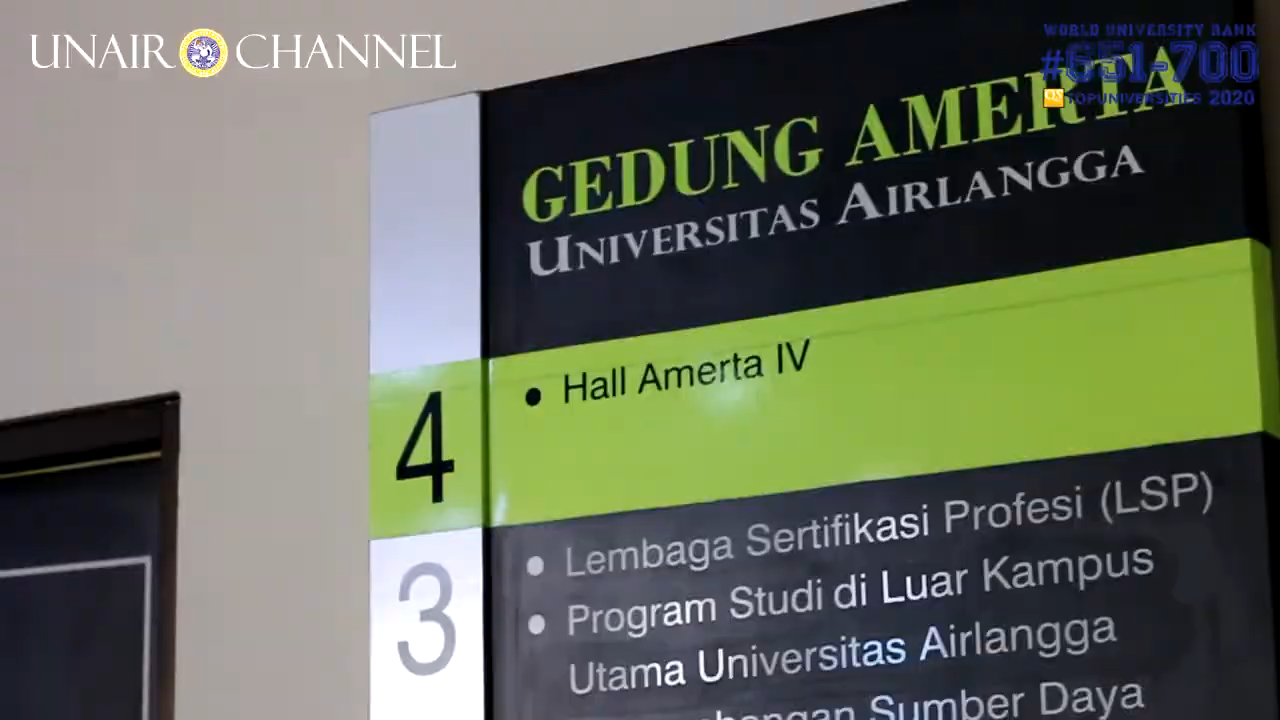 UNAIR CHANNEL
WORLD UNIVERSITY RANK
#651-700
QS TOPUNIVERSITIES 2020
GEDUNG AMERTA
UNIVERSITAS AIRLANGGA
4
• Hall Amerta IV
3
• Lembaga Sertifikasi Profesi (LSP)
• Program Studi di Luar Kampus
Utama Universitas Airlangga
Sumber Daya